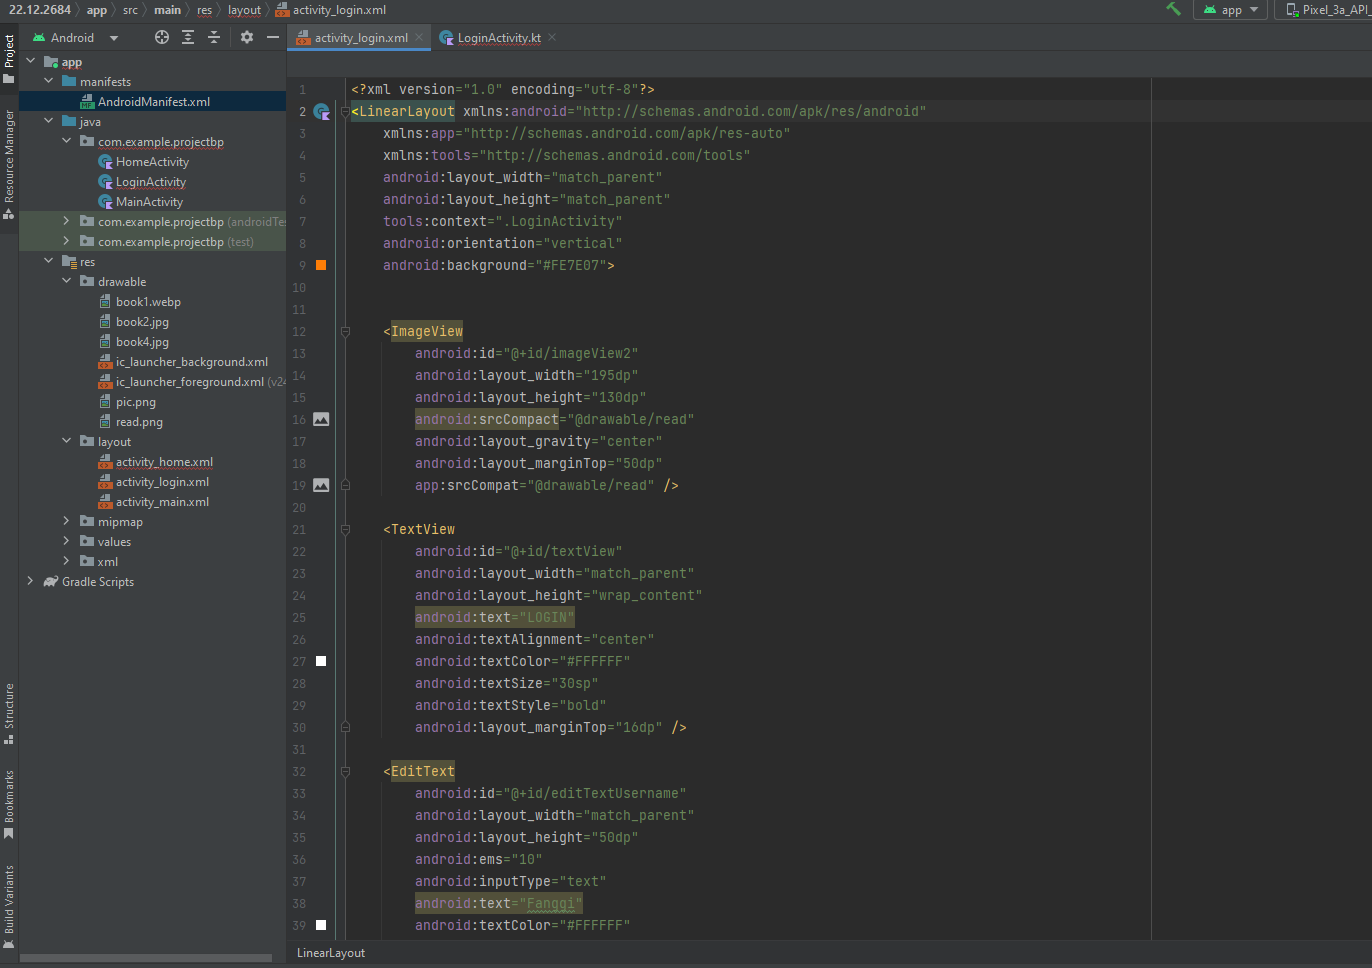 22.12.2684 app src main res layout activity_login.xml
app Pixel_3a_API_
Android
activity_login.xml LoginActivity.kt
Project
Resource Manager
Structure
Bookmarks
Build Variants
app
manifests
AndroidManifest.xml
java
com.example.projectbp
HomeActivity
LoginActivity
MainActivity
com.example.projectbp (androidTes
com.example.projectbp (test)
res
drawable
book1.webp
book2.jpg
book4.jpg
ic_launcher_background.xml
ic_launcher_foreground.xml (v24
pic.png
read.png
layout
activity_home.xml
activity_login.xml
activity_main.xml
mipmap
values
xml
Gradle Scripts
1 <?xml version="1.0" encoding="utf-8"?>
2 <LinearLayout xmlns:android="http://schemas.android.com/apk/res/android"
3 xmlns:app="http://schemas.android.com/apk/res-auto"
4 xmlns:tools="http://schemas.android.com/tools"
5 android:layout_width="match_parent"
6 android:layout_height="match_parent"
7 tools:context=".LoginActivity"
8 android:orientation="vertical"
9 android:background="#FE7E07">
10
11
12 <ImageView
13 android:id="@+id/imageView2"
14 android:layout_width="195dp"
15 android:layout_height="130dp"
16 android:srcCompact="@drawable/read"
17 android:layout_gravity="center"
18 android:layout_marginTop="50dp"
19 app:srcCompat="@drawable/read" />
20
21 <TextView
22 android:id="@+id/textView"
23 android:layout_width="match_parent"
24 android:layout_height="wrap_content"
25 android:text="LOGIN"
26 android:textAlignment="center"
27 android:textColor="#FFFFFF"
28 android:textSize="30sp"
29 android:textStyle="bold"
30 android:layout_marginTop="16dp" />
31
32 <EditText
33 android:id="@+id/editTextUsername"
34 android:layout_width="match_parent"
35 android:layout_height="50dp"
36 android:ems="10"
37 android:inputType="text"
38 android:text="Fanggi"
39 android:textColor="#FFFFFF"
LinearLayout